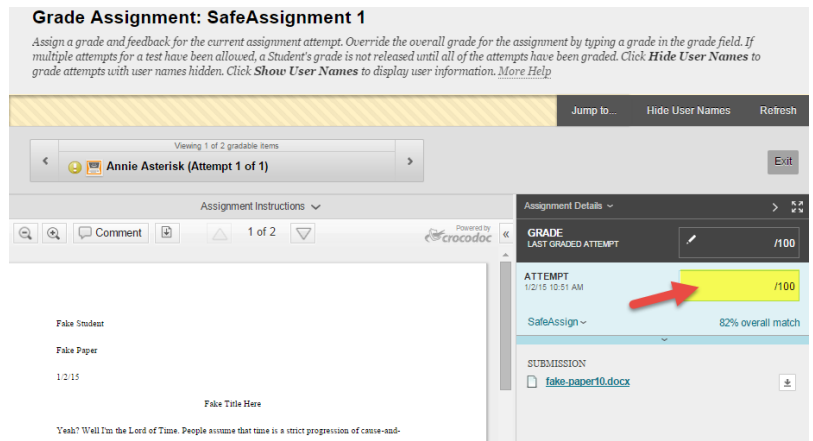 Grade Assignment: SafeAssignment 1
Assign a grade and feedback for the current assignment attempt. Override the overall grade for the assignment by typing a grade in the grade field. If
multiple attempts for a test have been allowed, a Student's grade is not released until all of the attempts have been graded. Click Hide User Names to
grade attempts with user names hidden. Click Show User Names to display user information. More Help
Jump to... Hide User Names Refresh
Viewing 1 of 2 gradable items
Annie Asterisk (Attempt 1 of 1)
Exit
Assignment Instructions
Assignment Details
Comment 1 of 2 Powered by crocodoc
GRADE
LAST GRADED ATTEMPT
/100
ATTEMPT
1/2/15 10:51 AM
/100
SafeAssign 82% overall match
SUBMISSION
fake-paper10.docx
Fake Student
Fake Paper
1/2/15
Fake Title Here
Yeah? Well I'm the Lord of Time. People assume that time is a strict progression of cause-and-